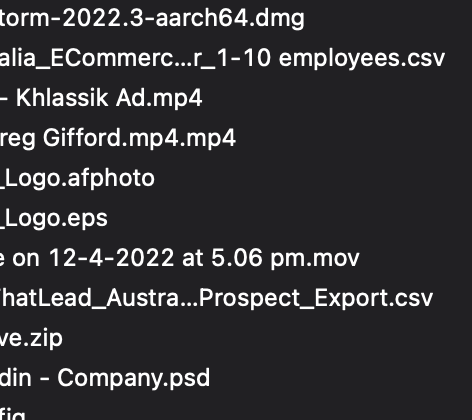 torm-2022.3-aarch64.dmg
alia_ECommerc...r_1-10 employees.csv
- Khlassik Ad.mp4
reg Gifford.mp4.mp4
_Logo.afphoto
_Logo.eps
e on 12-4-2022 at 5.06 pm.mov
hatLead_Austra...Prospect_Export.csv
ve.zip
din - Company.psd
fig